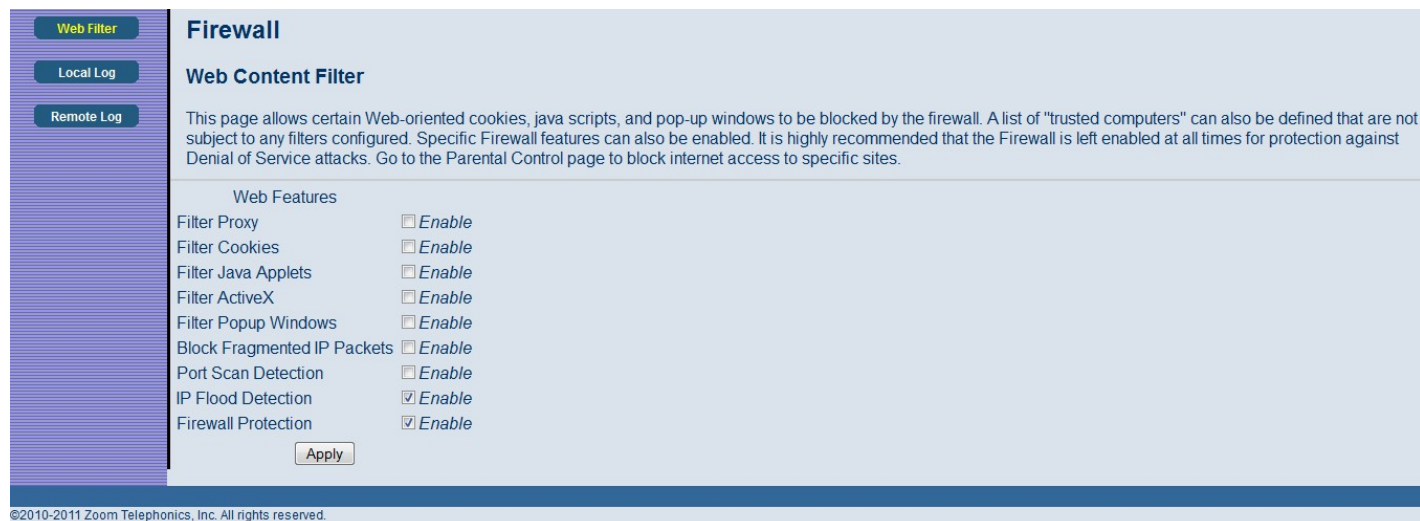 Web Filter
Local Log
Remote Log
Firewall
Web Content Filter
This page allows certain Web-oriented cookies, java scripts, and pop-up windows to be blocked by the firewall. A list of "trusted computers" can also be defined that are not
subject to any filters configured. Specific Firewall features can also be enabled. It is highly recommended that the Firewall is left enabled at all times for protection against
Denial of Service attacks. Go to the Parental Control page to block internet access to specific sites.
Web Features
Filter Proxy Enable
Filter Cookies Enable
Filter Java Applets Enable
Filter ActiveX Enable
Filter Popup Windows Enable
Block Fragmented IP Packets Enable
Port Scan Detection Enable
IP Flood Detection Enable
Firewall Protection Enable
Apply
©2010-2011 Zoom Telephonics, Inc. All rights reserved.